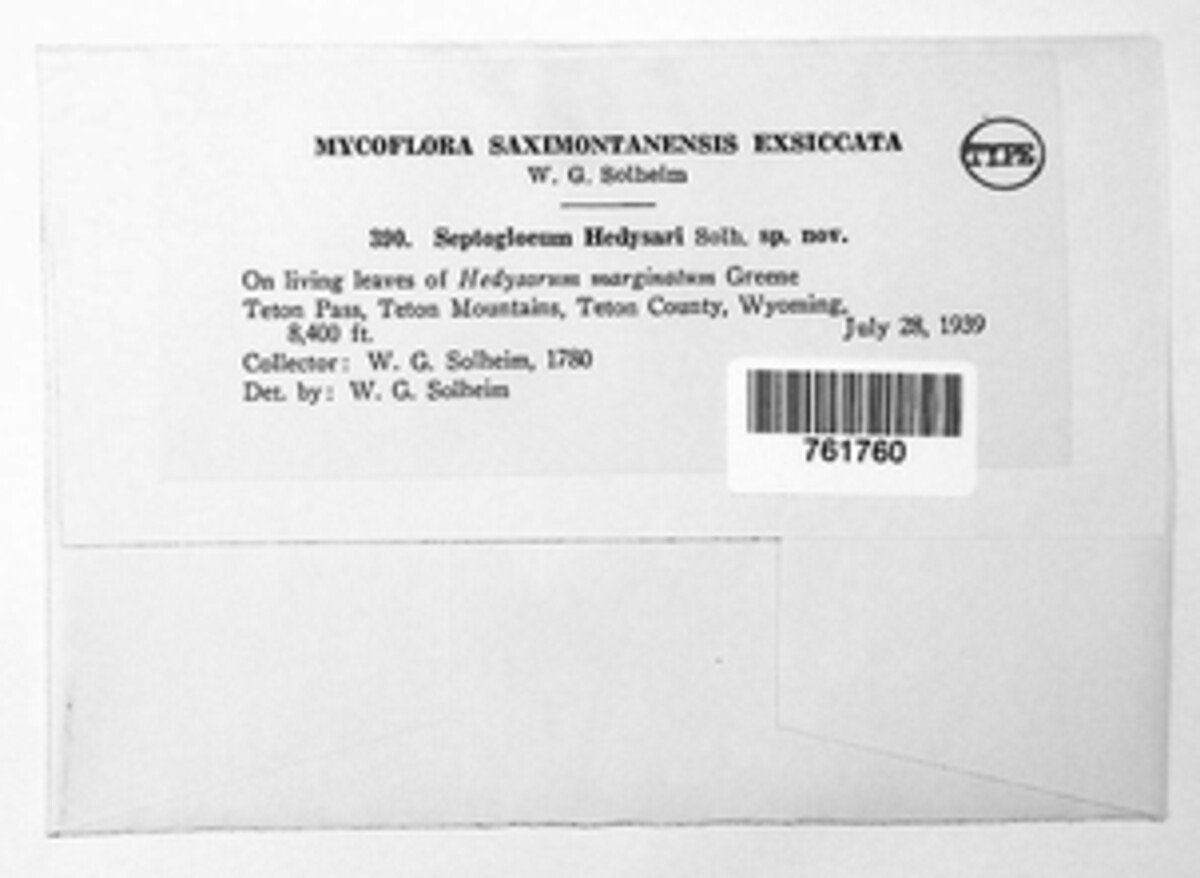 MYCOFLORA SAXIMONTANENSIS EXSICCATA
W. G. Solheim
TYPE
390. Septogloeum Hedysari Solh. sp. nov.
On living leaves of Hedysarum marginatum Greene
Teton Pass, Teton Mountains, Teton County, Wyoming,
8,400 ft. July 28, 1939
Collector: W. G. Solheim, 1780
Det. by: W. G. Solheim
761760